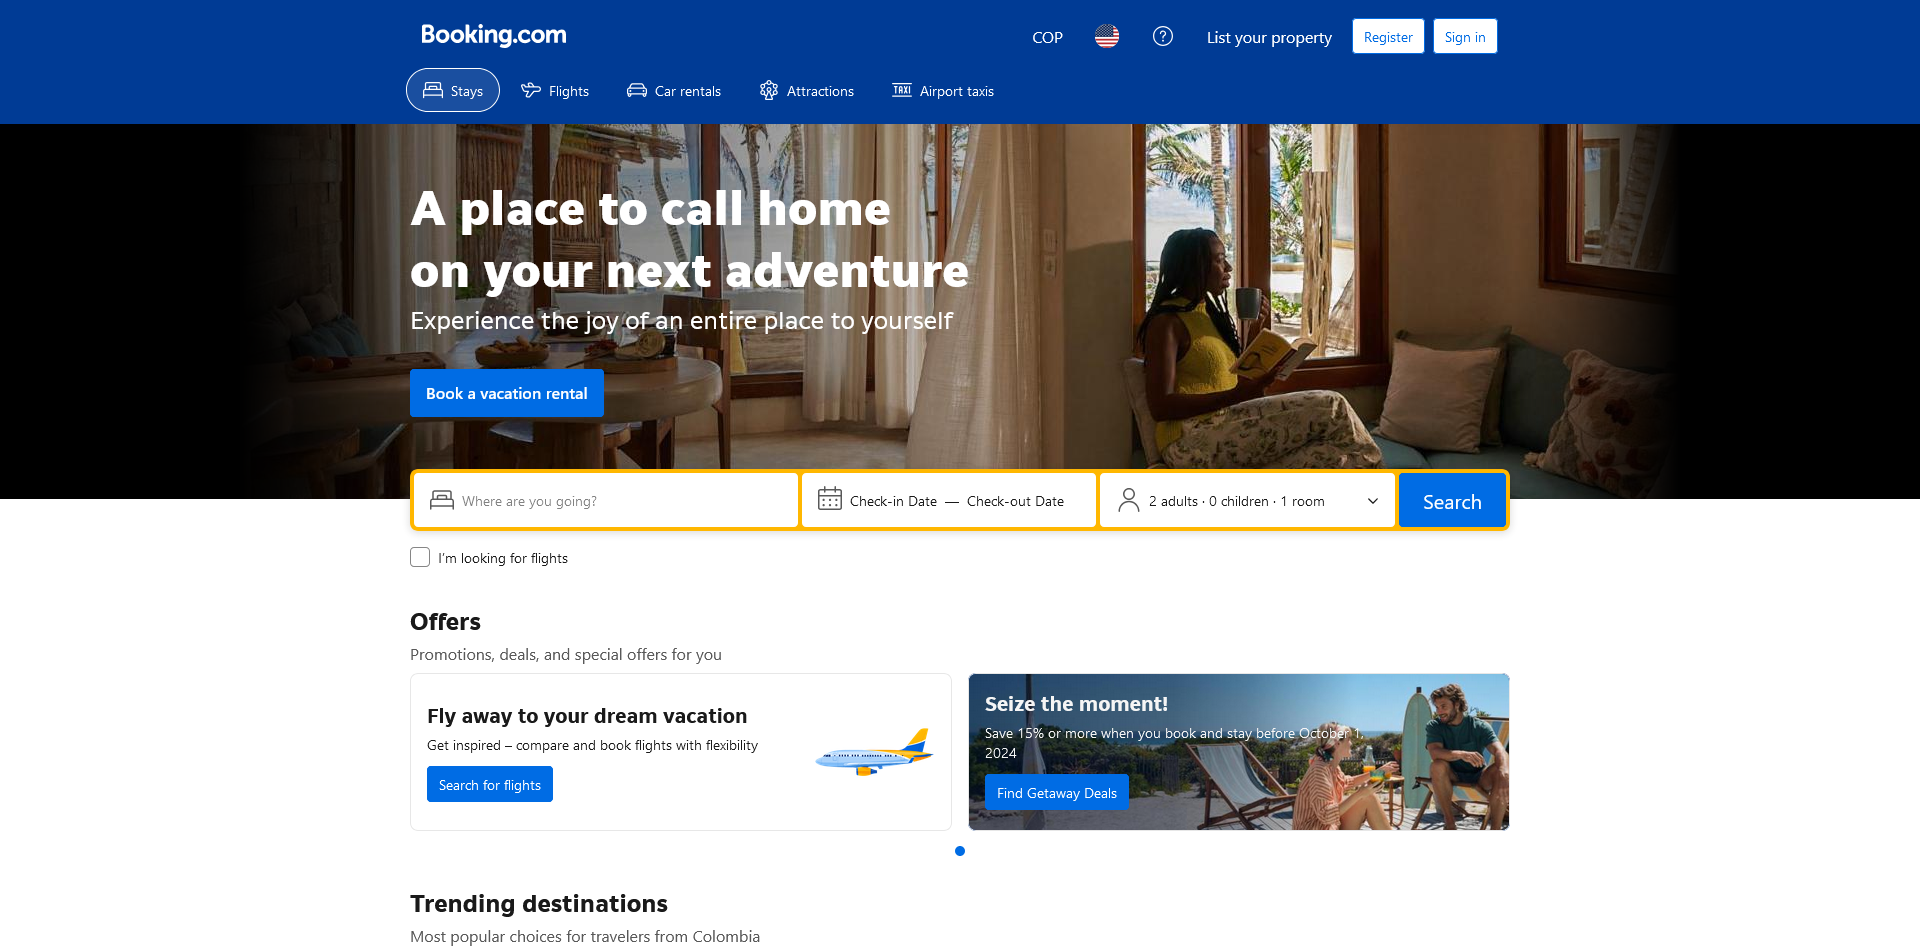 Booking.com
COP
List your property
Register
Sign in
Stays
Flights
Car rentals
Attractions
TAXI
Airport taxis
A place to call home
on your next adventure
Experience the joy of an entire place to yourself
Book a vacation rental
Where are you going?
Check-in Date — Check-out Date
2 adults · 0 children · 1 room
Search
I'm looking for flights
Offers
Promotions, deals, and special offers for you
Fly away to your dream vacation
Get inspired – compare and book flights with flexibility
Search for flights
Seize the moment!
Save 15% or more when you book and stay before October 1,
2024
Find Getaway Deals
Trending destinations
Most popular choices for travelers from Colombia